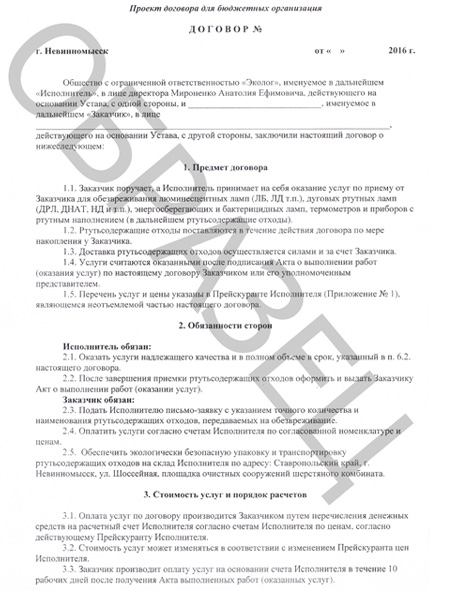 Проект договора для бюджетных организация
Д О Г О В О Р №
г. Невинномысск от « » 2016 г.
Общество с ограниченной ответственностью «Эколог», именуемое в дальнейшем
«Исполнитель», в лице директора Мироненко Анатолия Ефимовича, действующего на
основании Устава, с одной стороны, и ____________________________, именуемое в
дальнейшем «Заказчик», в лице
____________________________________________________________________,
действующего на основании Устава, с другой стороны, заключили настоящий договор о
нижеследующем:
1. Предмет договора
1.1. Заказчик поручает, а Исполнитель принимает на себя оказание услуг по приему от
Заказчика для обезвреживания люминесцентных ламп (ЛБ, ЛД т.п.), дуговых ртутных ламп
(ДРЛ, ДНАТ, НД и т.п.), энергосберегающих и бактерицидных ламп, термометров и приборов с
ртутным наполнением (в дальнейшем ртутьсодержащие отходы).
1.2. Ртутьсодержащие отходы поставляются в течение действия договора по мере
накопления у Заказчика.
1.3. Доставка ртутьсодержащих отходов осуществляется силами и за счет Заказчика.
1.4. Услуги считаются оказанными после подписания Акта о выполнении работ
(оказания услуг) по настоящему договору Заказчиком или его уполномоченным
представителем.
1.5. Перечень услуг и цены указаны в Прейскуранте Исполнителя (Приложение № 1),
являемся неотъемлемой частью настоящего договора.
2. Обязанности сторон
Исполнитель обязан:
2.1. Оказать услуги надлежащего качества и в полном объеме в срок, указанный в п. 6.2.
настоящего договора.
2.2. После завершения приемки ртутьсодержащих отходов оформить и выдать Заказчику
Акт о выполнении работ (оказании услуг).
Заказчик обязан:
2.3. Подать Исполнителю письмо-заявку с указанием точного количества и
наименования ртутьсодержащих отходов, передаваемых на обезвреживание.
2.4. Оплатить услуги согласно счетам Исполнителя по согласованной номенклатуре и
ценам.
2.5. Обеспечить экологически безопасную упаковку и транспортировку
ртутьсодержащих отходов на склад Исполнителя по адресу: Ставропольский край, г.
Невинномысск, ул. Шоссейная, площадка очистных сооружений шерстяного комбината.
3. Стоимость услуг и порядок расчетов
3.1. Оплата услуг по договору производится Заказчиком путем перечисления денежных
средств на расчетный счет Исполнителя согласно счетам Исполнителя по ценам, согласно
действующему Прейскуранту Исполнителя.
3.2. Стоимость услуг может изменяться в соответствии с изменением Прейскуранта цен
Исполнителя.
3.3. Заказчик производит оплату услуг на основании счета Исполнителя в течение 10
рабочих дней после получения Акта выполненных работ (оказанных услуг).
ОБРАЗЕЦ